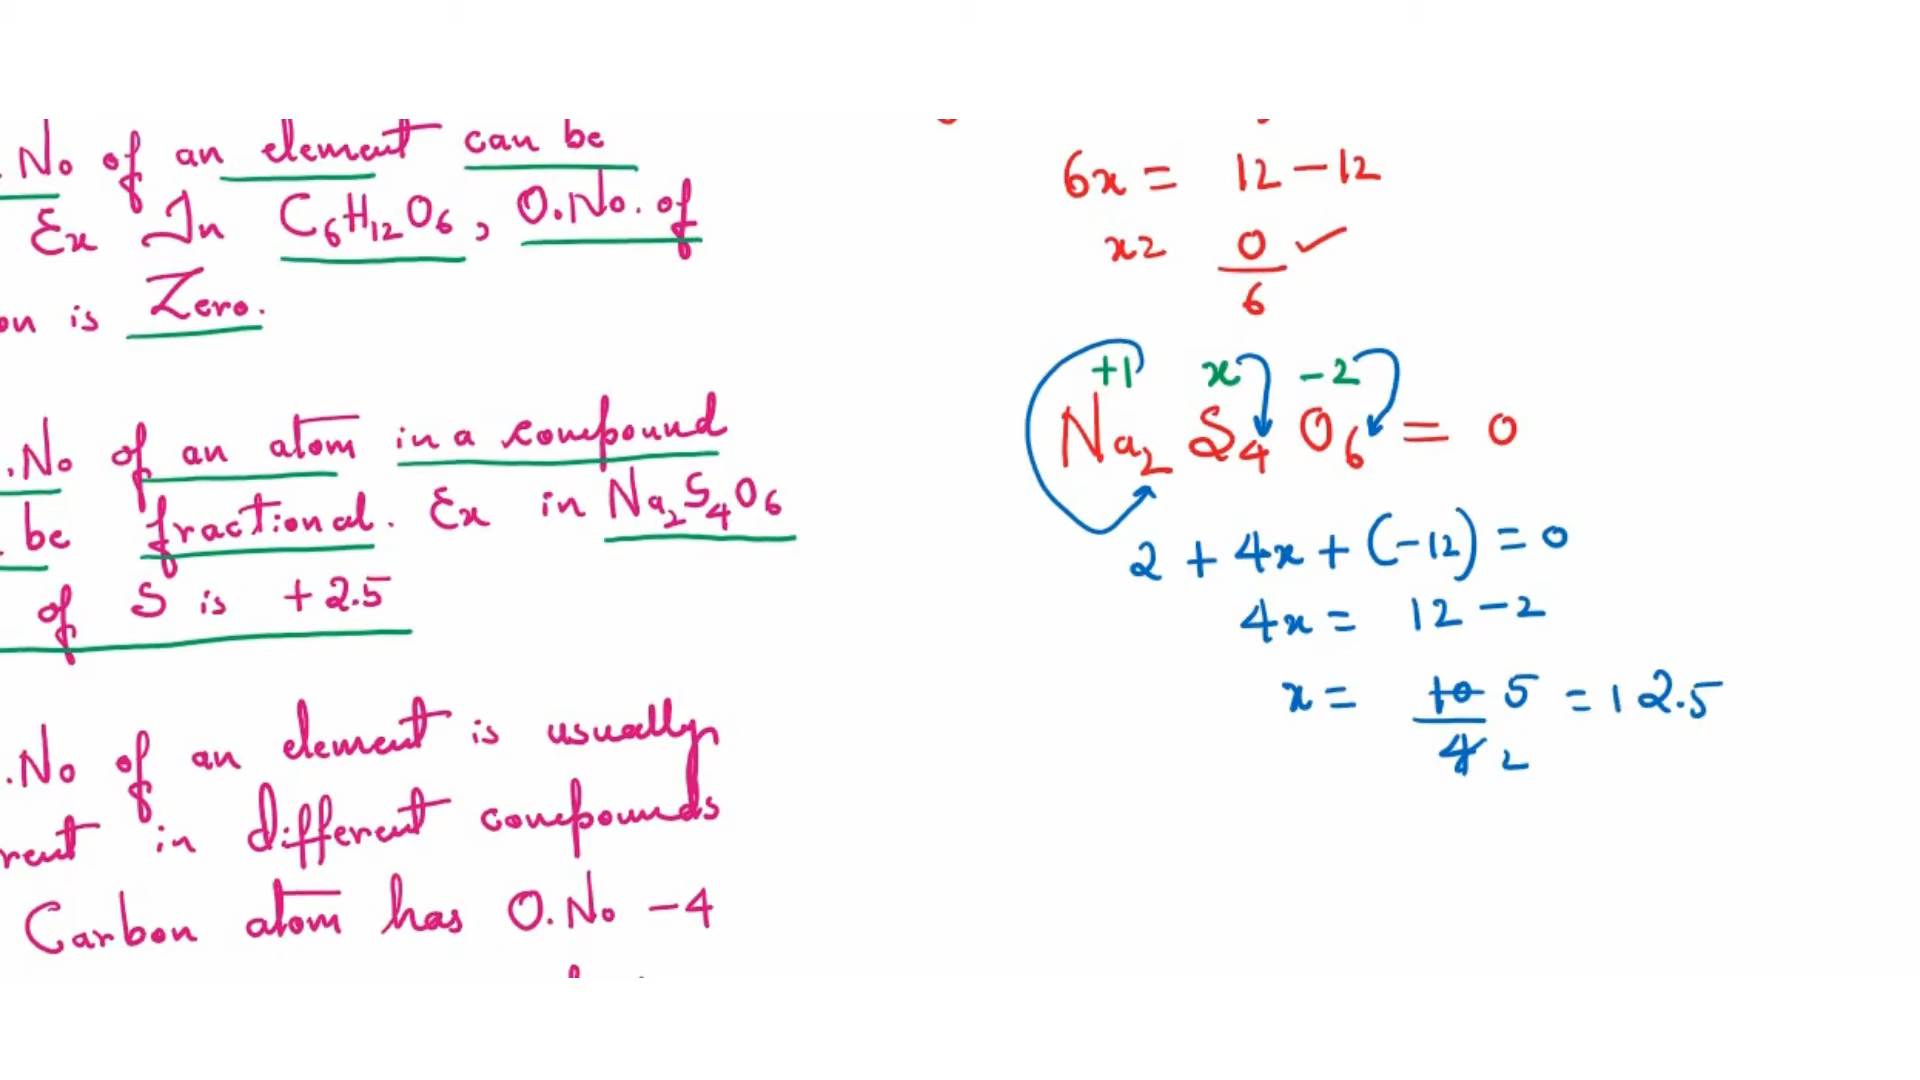 .No of an element can be
Ex In C₆H₁₂O₆, O.No. of
on is Zero.
.No of an atom in a compound
be fractional. Ex in Na₂S₄O₆
of S is +2.5
.No of an element is usually
rent in different compounds
Carbon atom has O.No -4
6x = 12-12
x= 0/6 ✓
+1 x -2
Na₂ S₄ O₆ = 0
2 + 4x + (-12) = 0
4x = 12-2
x = 10 5 / 4 2 = + 2.5